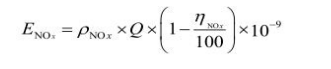 E_NOx = ρ_NOx × Q × (1 − η_NOx / 100) × 10⁻⁹